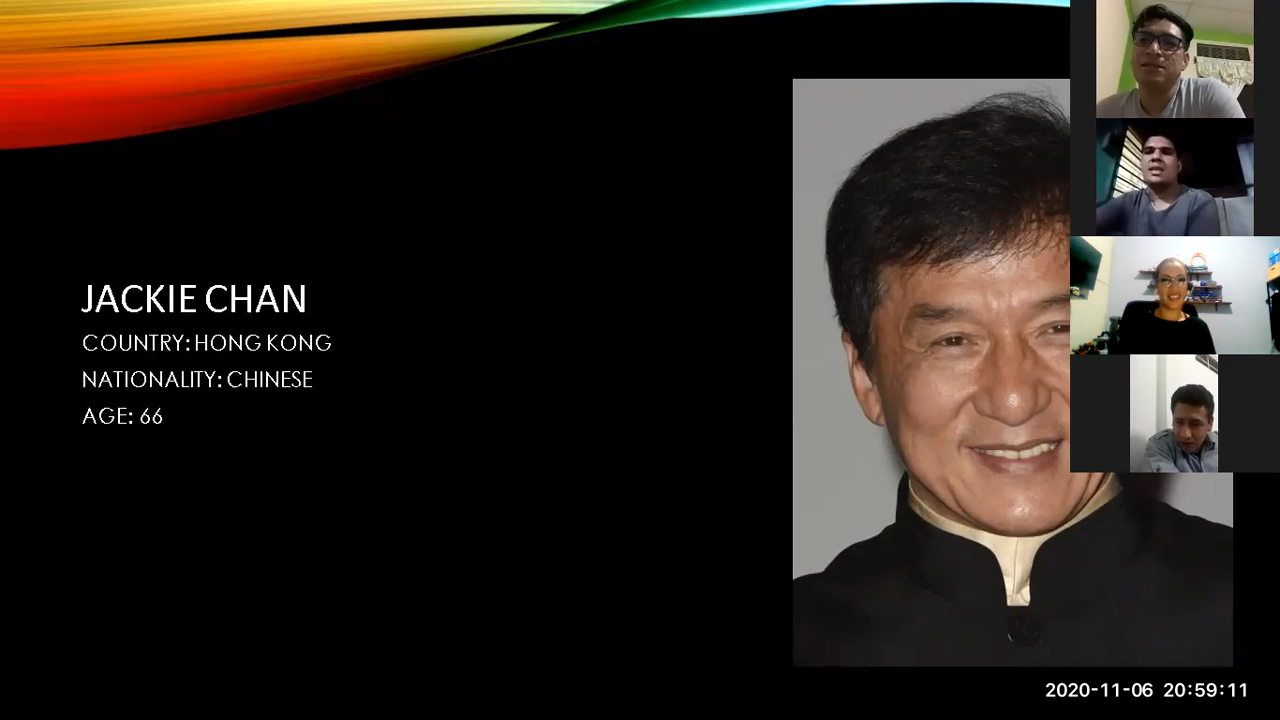 JACKIE CHAN
COUNTRY: HONG KONG
NATIONALITY: CHINESE
AGE: 66
2020-11-06 20:59:11